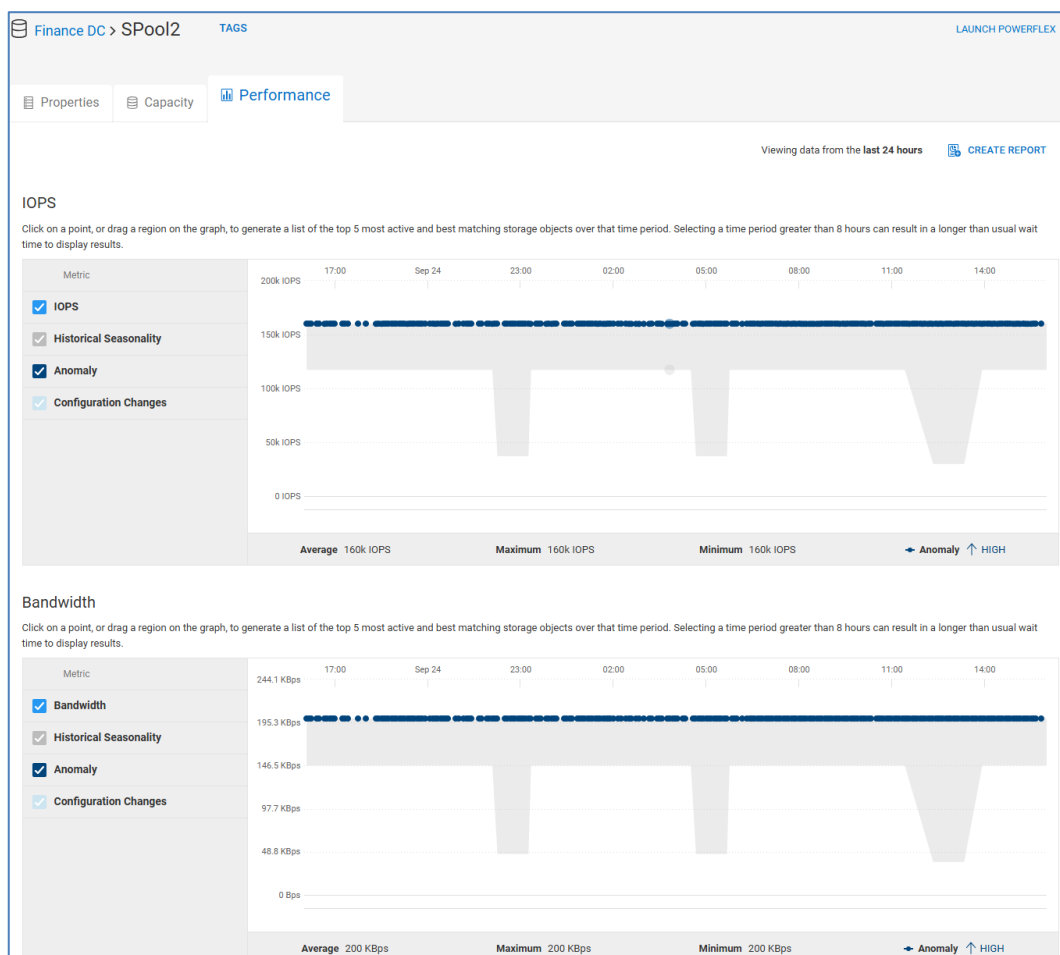 Finance DC > SPool2 TAGS LAUNCH POWERFLEX
Properties Capacity Performance
Viewing data from the last 24 hours CREATE REPORT
IOPS
Click on a point, or drag a region on the graph, to generate a list of the top 5 most active and best matching storage objects over that time period. Selecting a time period greater than 8 hours can result in a longer than usual wait
time to display results.
Metric
IOPS
Historical Seasonality
Anomaly
Configuration Changes
17:00 Sep 24 23:00 02:00 05:00 08:00 11:00 14:00
200k IOPS
150k IOPS
100k IOPS
50k IOPS
0 IOPS
Average 160k IOPS Maximum 160k IOPS Minimum 160k IOPS Anomaly HIGH
Bandwidth
Click on a point, or drag a region on the graph, to generate a list of the top 5 most active and best matching storage objects over that time period. Selecting a time period greater than 8 hours can result in a longer than usual wait
time to display results.
Metric
Bandwidth
Historical Seasonality
Anomaly
Configuration Changes
17:00 Sep 24 23:00 02:00 05:00 08:00 11:00 14:00
244.1 KBps
195.3 KBps
146.5 KBps
97.7 KBps
48.8 KBps
0 Bps
Average 200 KBps Maximum 200 KBps Minimum 200 KBps Anomaly HIGH